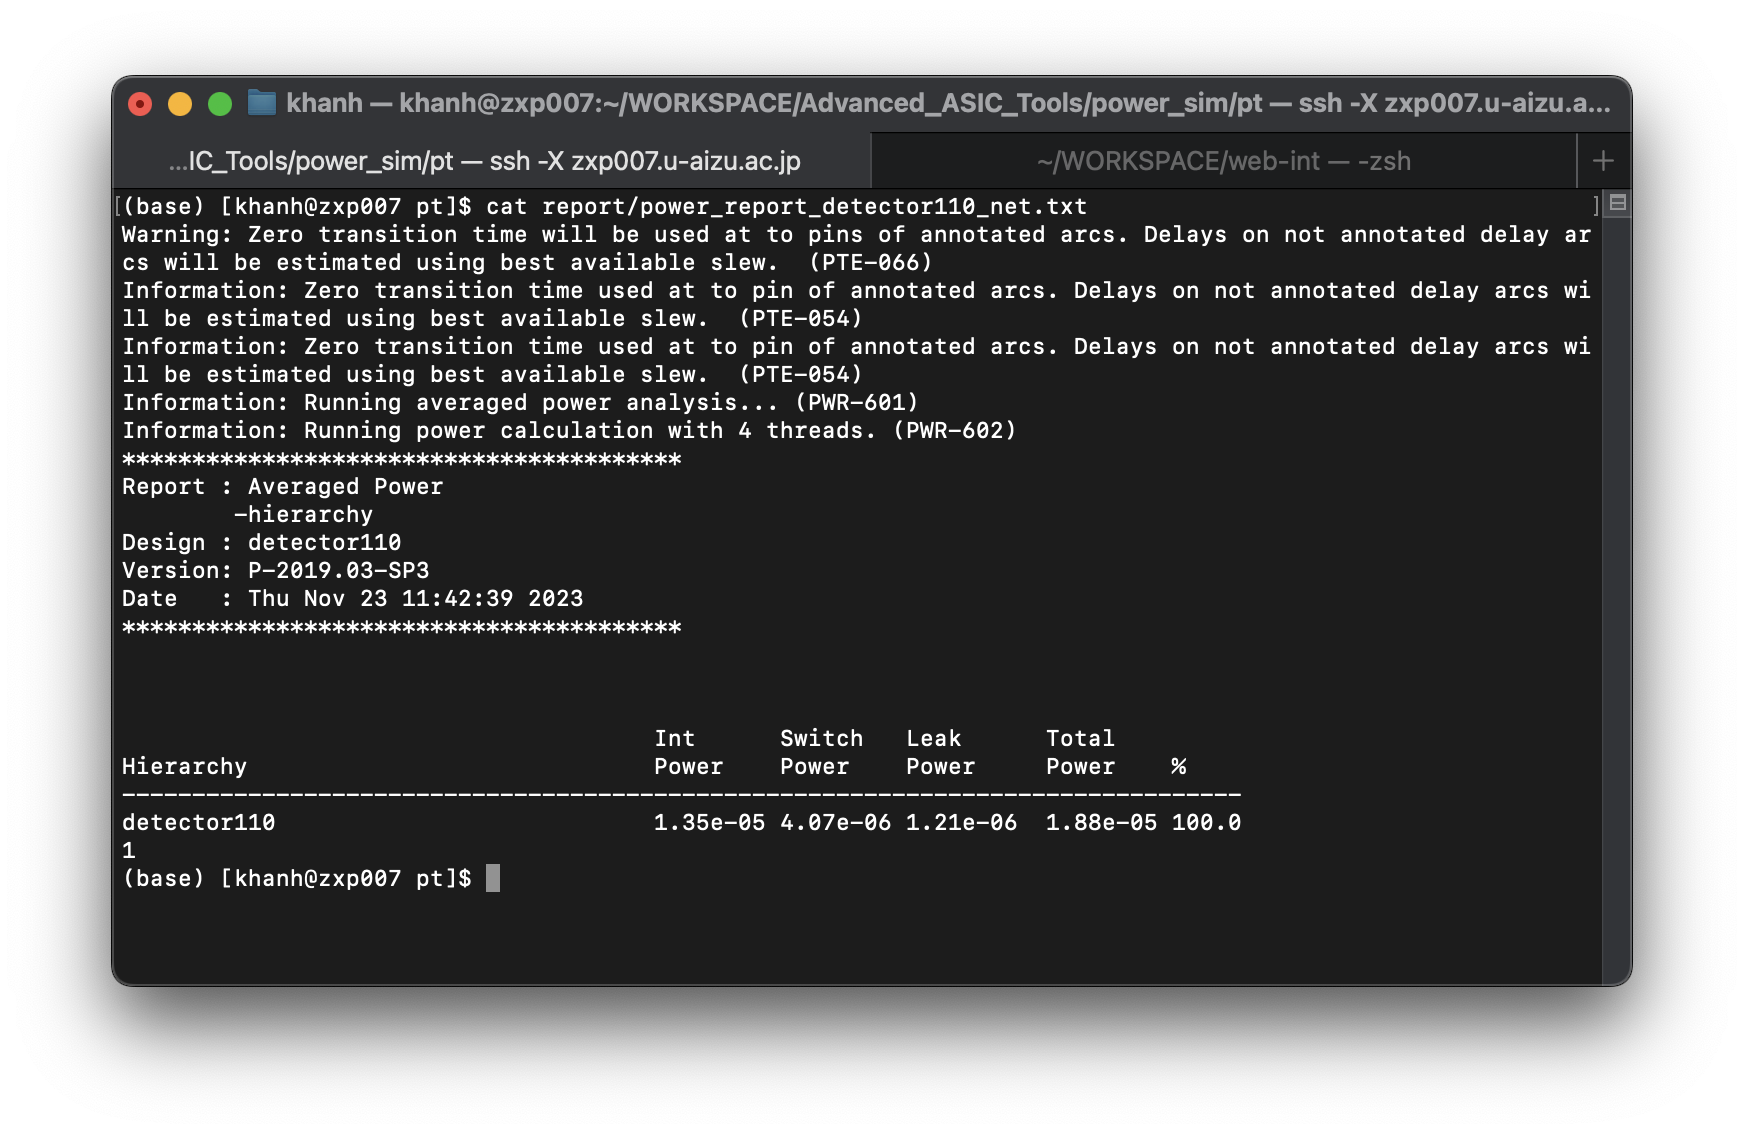 khanh — khanh@zxp007:~/WORKSPACE/Advanced_ASIC_Tools/power_sim/pt — ssh -X zxp007.u-aizu.a...
...IC_Tools/power_sim/pt — ssh -X zxp007.u-aizu.ac.jp
~/WORKSPACE/web-int — -zsh
[(base) [khanh@zxp007 pt]$ cat report/power_report_detector110_net.txt ]
Warning: Zero transition time will be used at to pins of annotated arcs. Delays on not annotated delay ar
cs will be estimated using best available slew.  (PTE-066)
Information: Zero transition time used at to pin of annotated arcs. Delays on not annotated delay arcs wi
ll be estimated using best available slew.  (PTE-054)
Information: Zero transition time used at to pin of annotated arcs. Delays on not annotated delay arcs wi
ll be estimated using best available slew.  (PTE-054)
Information: Running averaged power analysis... (PWR-601)
Information: Running power calculation with 4 threads. (PWR-602)
****************************************
Report : Averaged Power
        -hierarchy
Design : detector110
Version: P-2019.03-SP3
Date   : Thu Nov 23 11:42:39 2023
****************************************
                                      Int      Switch   Leak      Total
Hierarchy                             Power    Power    Power     Power    %
--------------------------------------------------------------------------------
detector110                           1.35e-05 4.07e-06 1.21e-06  1.88e-05 100.0
1
(base) [khanh@zxp007 pt]$